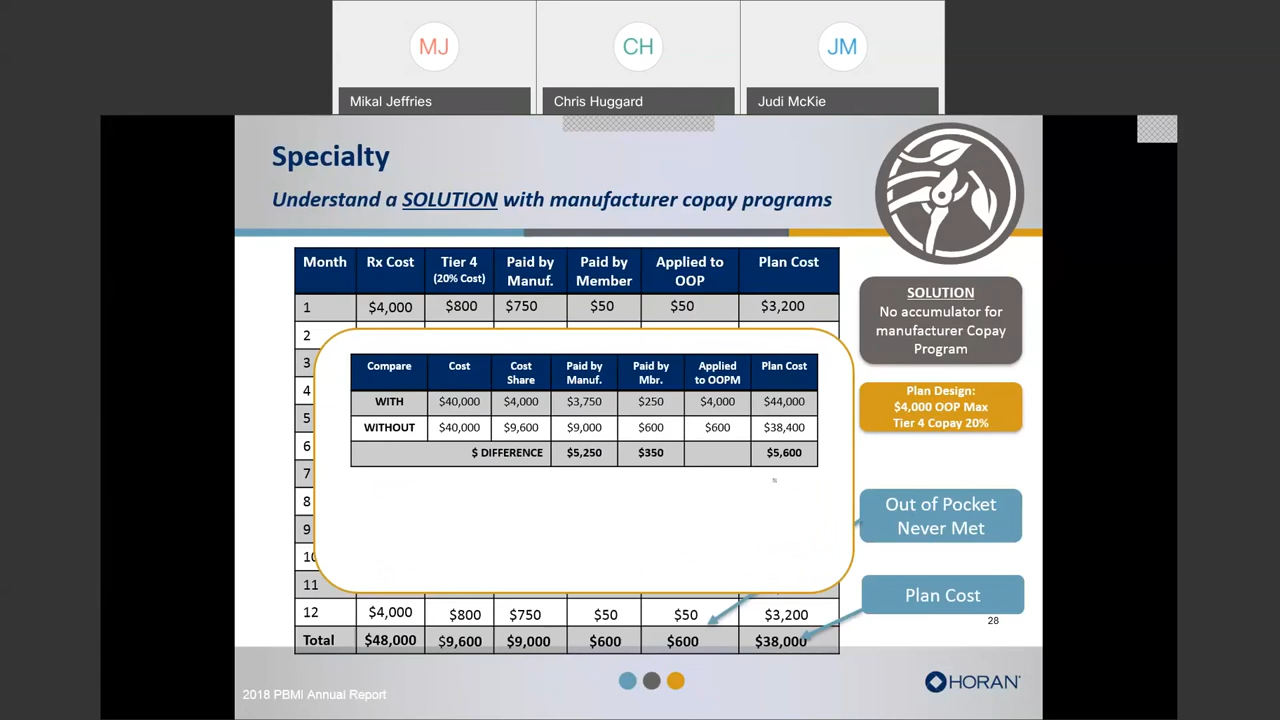 MJ
CH
JM
Mikal Jeffries
Chris Huggard
Judi McKie
Specialty
Understand a SOLUTION with manufacturer copay programs
Month Rx Cost Tier 4 (20% Cost) Paid by Manuf. Paid by Member Applied to OOP Plan Cost
1 $4,000 $800 $750 $50 $50 $3,200
2
3
4
5
6
7
8
9
10
11
12 $4,000 $800 $750 $50 $50 $3,200
Total $48,000 $9,600 $9,000 $600 $600 $38,000
Compare Cost Cost Share Paid by Manuf. Paid by Mbr. Applied to OOPM Plan Cost
WITH $40,000 $4,000 $3,750 $250 $4,000 $44,000
WITHOUT $40,000 $9,600 $9,000 $600 $600 $38,400
$ DIFFERENCE $5,250 $350 $5,600
SOLUTION
No accumulator for
manufacturer Copay
Program
Plan Design:
$4,000 OOP Max
Tier 4 Copay 20%
Out of Pocket
Never Met
Plan Cost
28
2018 PBMI Annual Report
HORAN